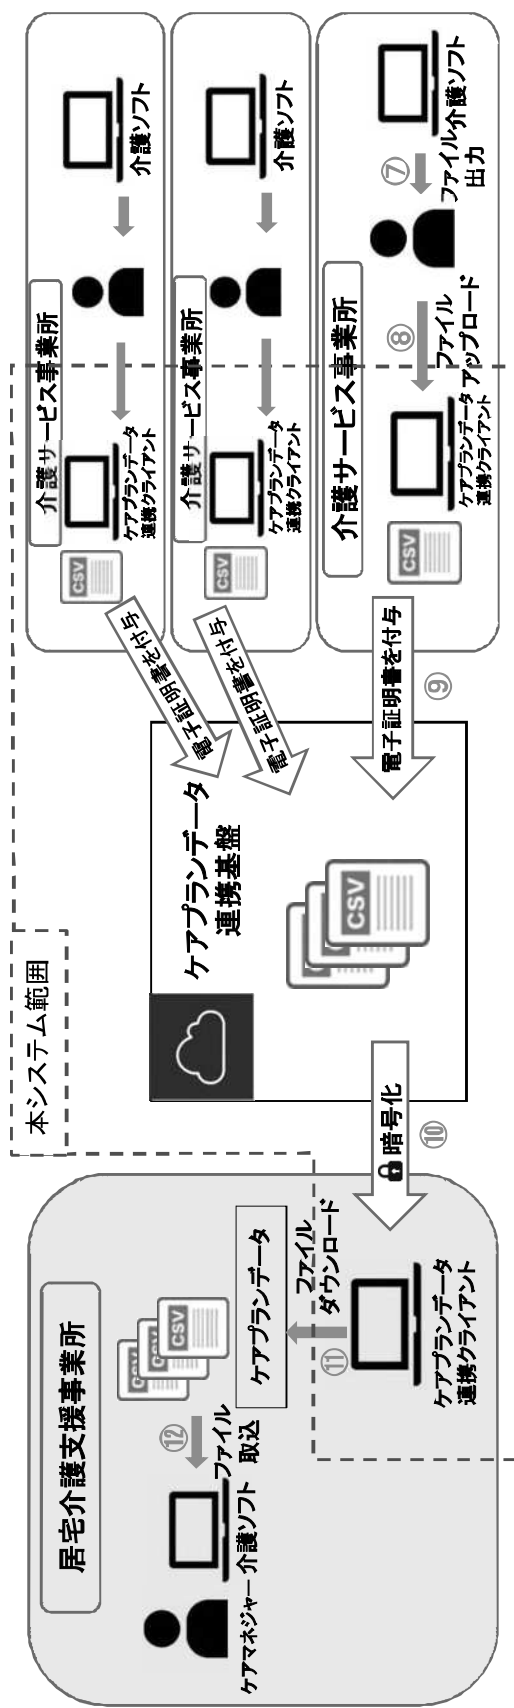 居宅介護支援事業所
ケアマネジャー
介護ソフト
⑫
ファイル
取込
CSV
CSV
CSV
ケアプランデータ
⑪
ファイル
ダウンロード
ケアプランデータ
連携クライアント
本システム範囲
暗号化
⑩
ケアプランデータ
連携基盤
CSV
電子証明書を付与
電子証明書を付与
電子証明書を付与
⑨
介護サービス事業所
CSV
ケアプランデータ
連携クライアント
介護ソフト
介護サービス事業所
CSV
ケアプランデータ
連携クライアント
介護ソフト
介護サービス事業所
CSV
ケアプランデータ
連携クライアント
⑧
ファイル
アップロード
⑦
ファイル
出力
介護ソフト